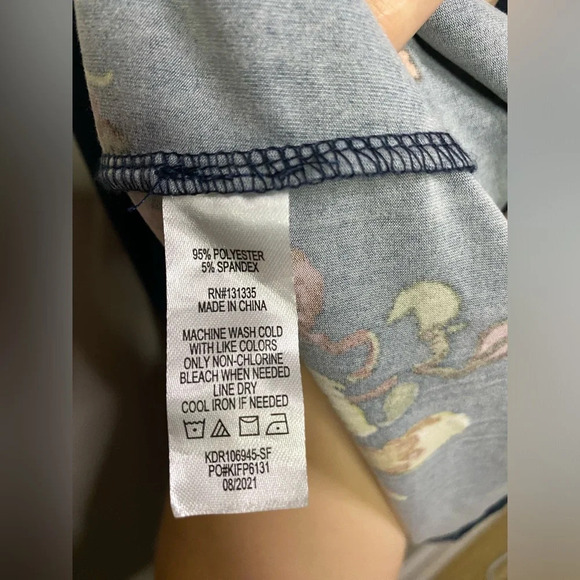 95% POLYESTER
5% SPANDEX
RN#131335
MADE IN CHINA
MACHINE WASH COLD
WITH LIKE COLORS
ONLY NON-CHLORINE
BLEACH WHEN NEEDED
LINE DRY
COOL IRON IF NEEDED
KDR106945-SF
PO#KIFP6131
08/2021